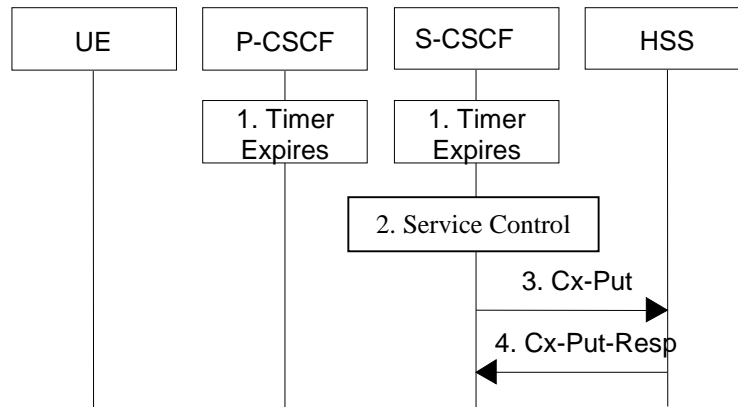 UE
P-CSCF
S-CSCF
HSS
1. Timer
Expires
1. Timer
Expires
2. Service Control
3. Cx-Put
4. Cx-Put-Resp